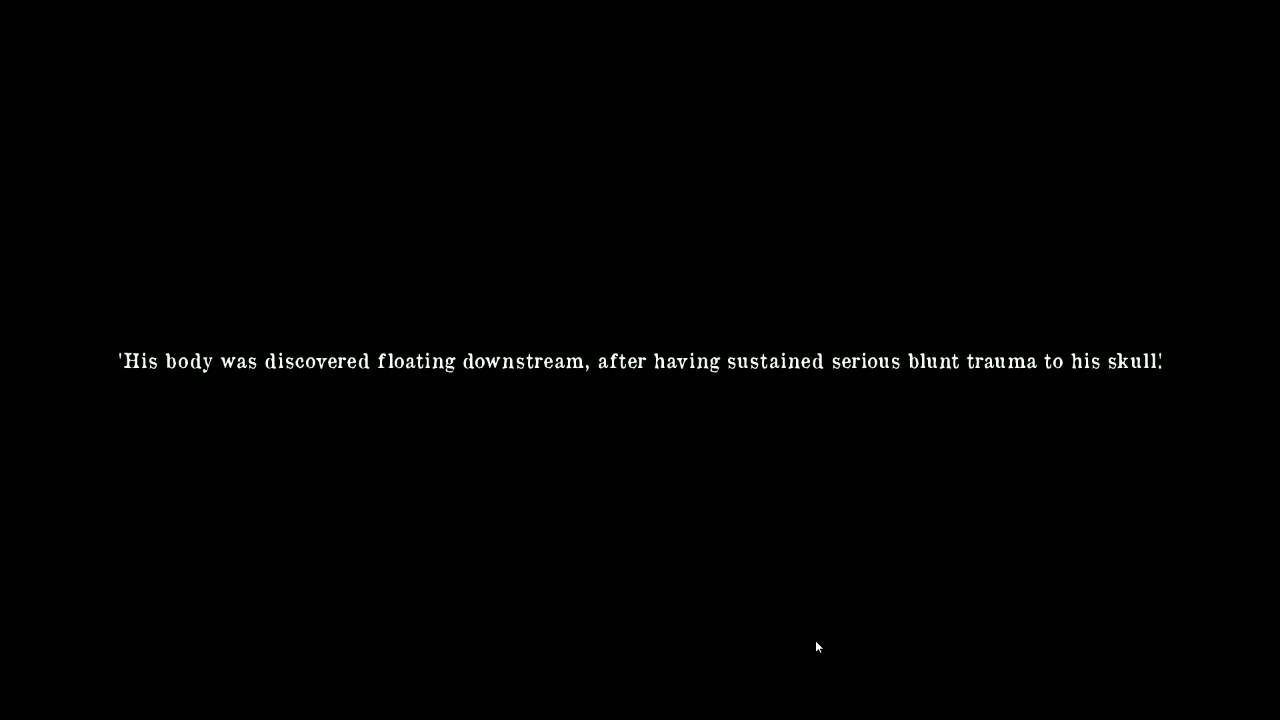 'His body was discovered floating downstream, after having sustained serious blunt trauma to his skull.'